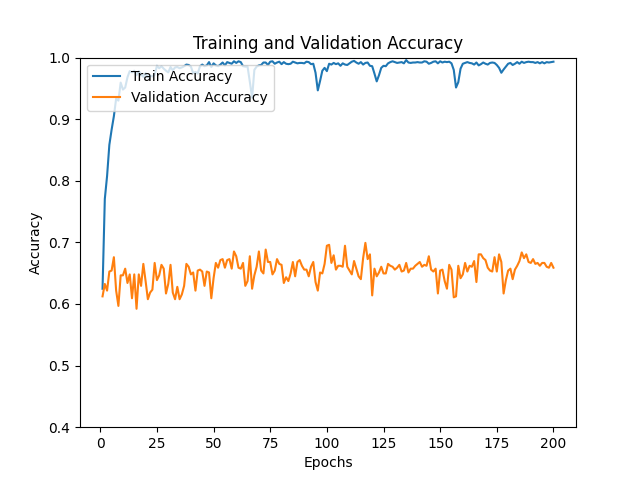 Training and Validation Accuracy
Train Accuracy
Validation Accuracy
Accuracy
1.0
0.9
0.8
0.7
0.6
0.5
0.4
0 25 50 75 100 125 150 175 200
Epochs